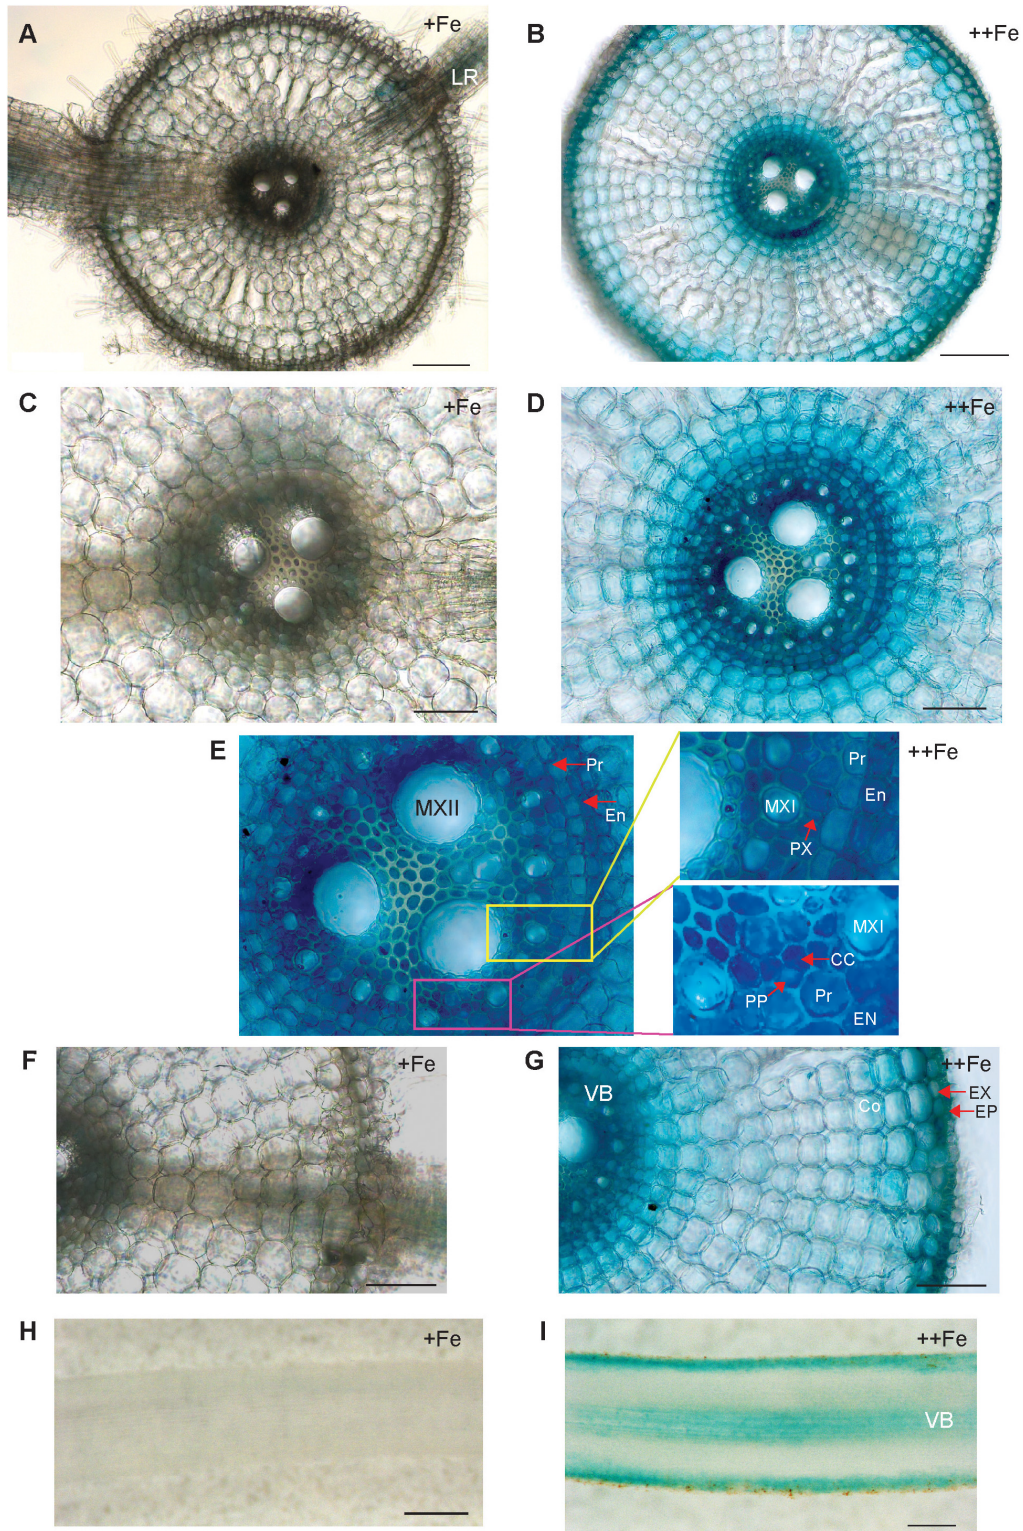 A
+Fe
LR
B
++Fe
C
+Fe
D
++Fe
E
MXII
Pr
En
++Fe
MXI
Pr
En
PX
MXI
CC
PP
Pr
EN
F
+Fe
G
++Fe
VB
Co
EX
EP
H
+Fe
I
++Fe
VB